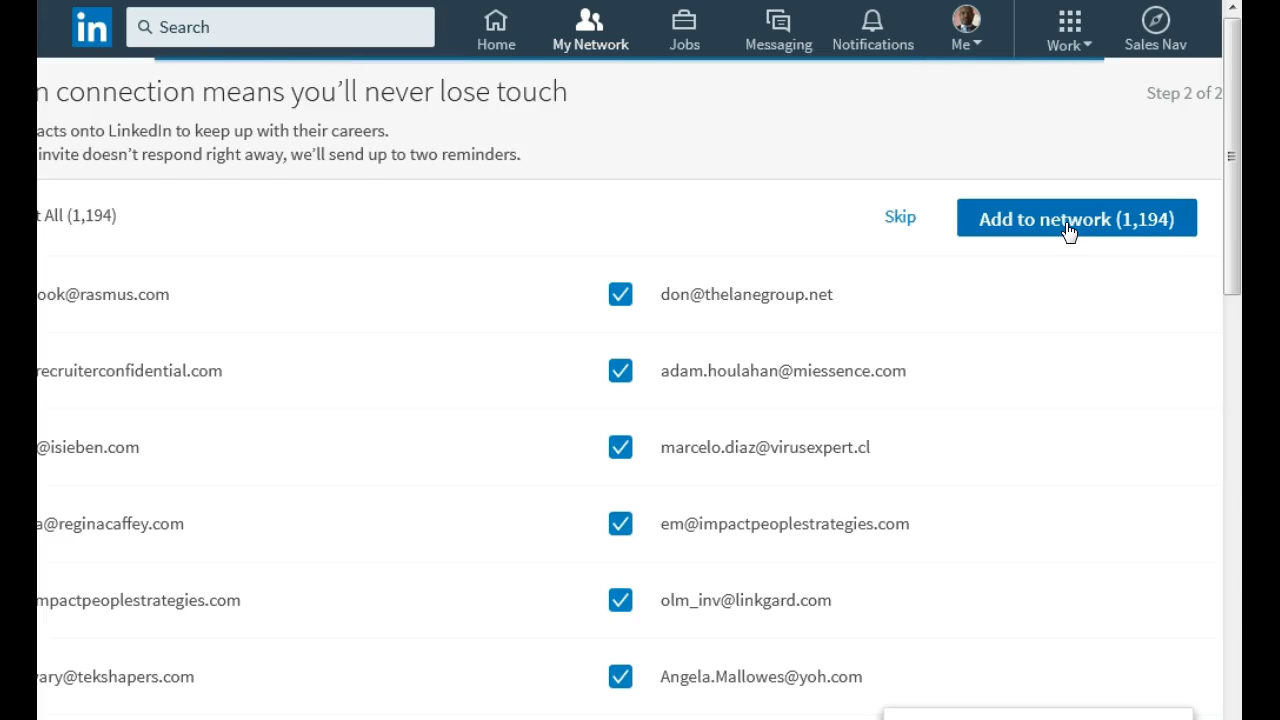 in
Search
Home
My Network
Jobs
Messaging
Notifications
Me
Work
Sales Nav
n connection means you'll never lose touch
Step 2 of 2
acts onto LinkedIn to keep up with their careers.
invite doesn't respond right away, we'll send up to two reminders.
t All (1,194)
Skip
Add to network (1,194)
ook@rasmus.com
don@thelanegroup.net
recruiterconfidential.com
adam.houlahan@miessence.com
@isieben.com
marcelo.diaz@virusexpert.cl
a@reginacaffey.com
em@impactpeoplestrategies.com
mpactpeoplestrategies.com
olm_inv@linkgard.com
vary@tekshapers.com
Angela.Mallowes@yoh.com